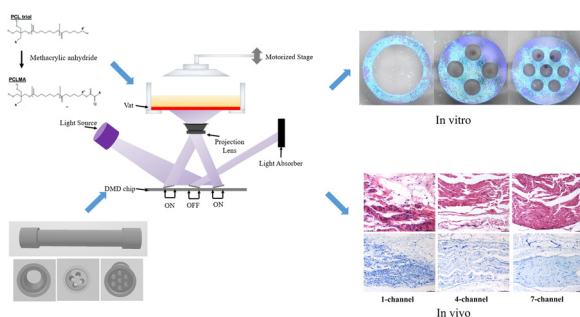 PCL triol
Methacrylic anhydride
PCLMA
Motorized Stage
Vat
Light Source
Projection
Lens
Light Absorber
DMD chip
ON
OFF
ON
In vitro
1-channel
4-channel
7-channel
In vivo